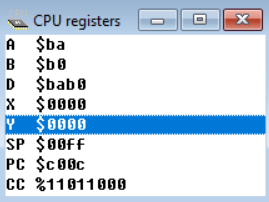 CPU registers
A $ba
B $b0
D $bab0
X $0000
Y $0000
SP $00ff
PC $c00c
CC %11011000